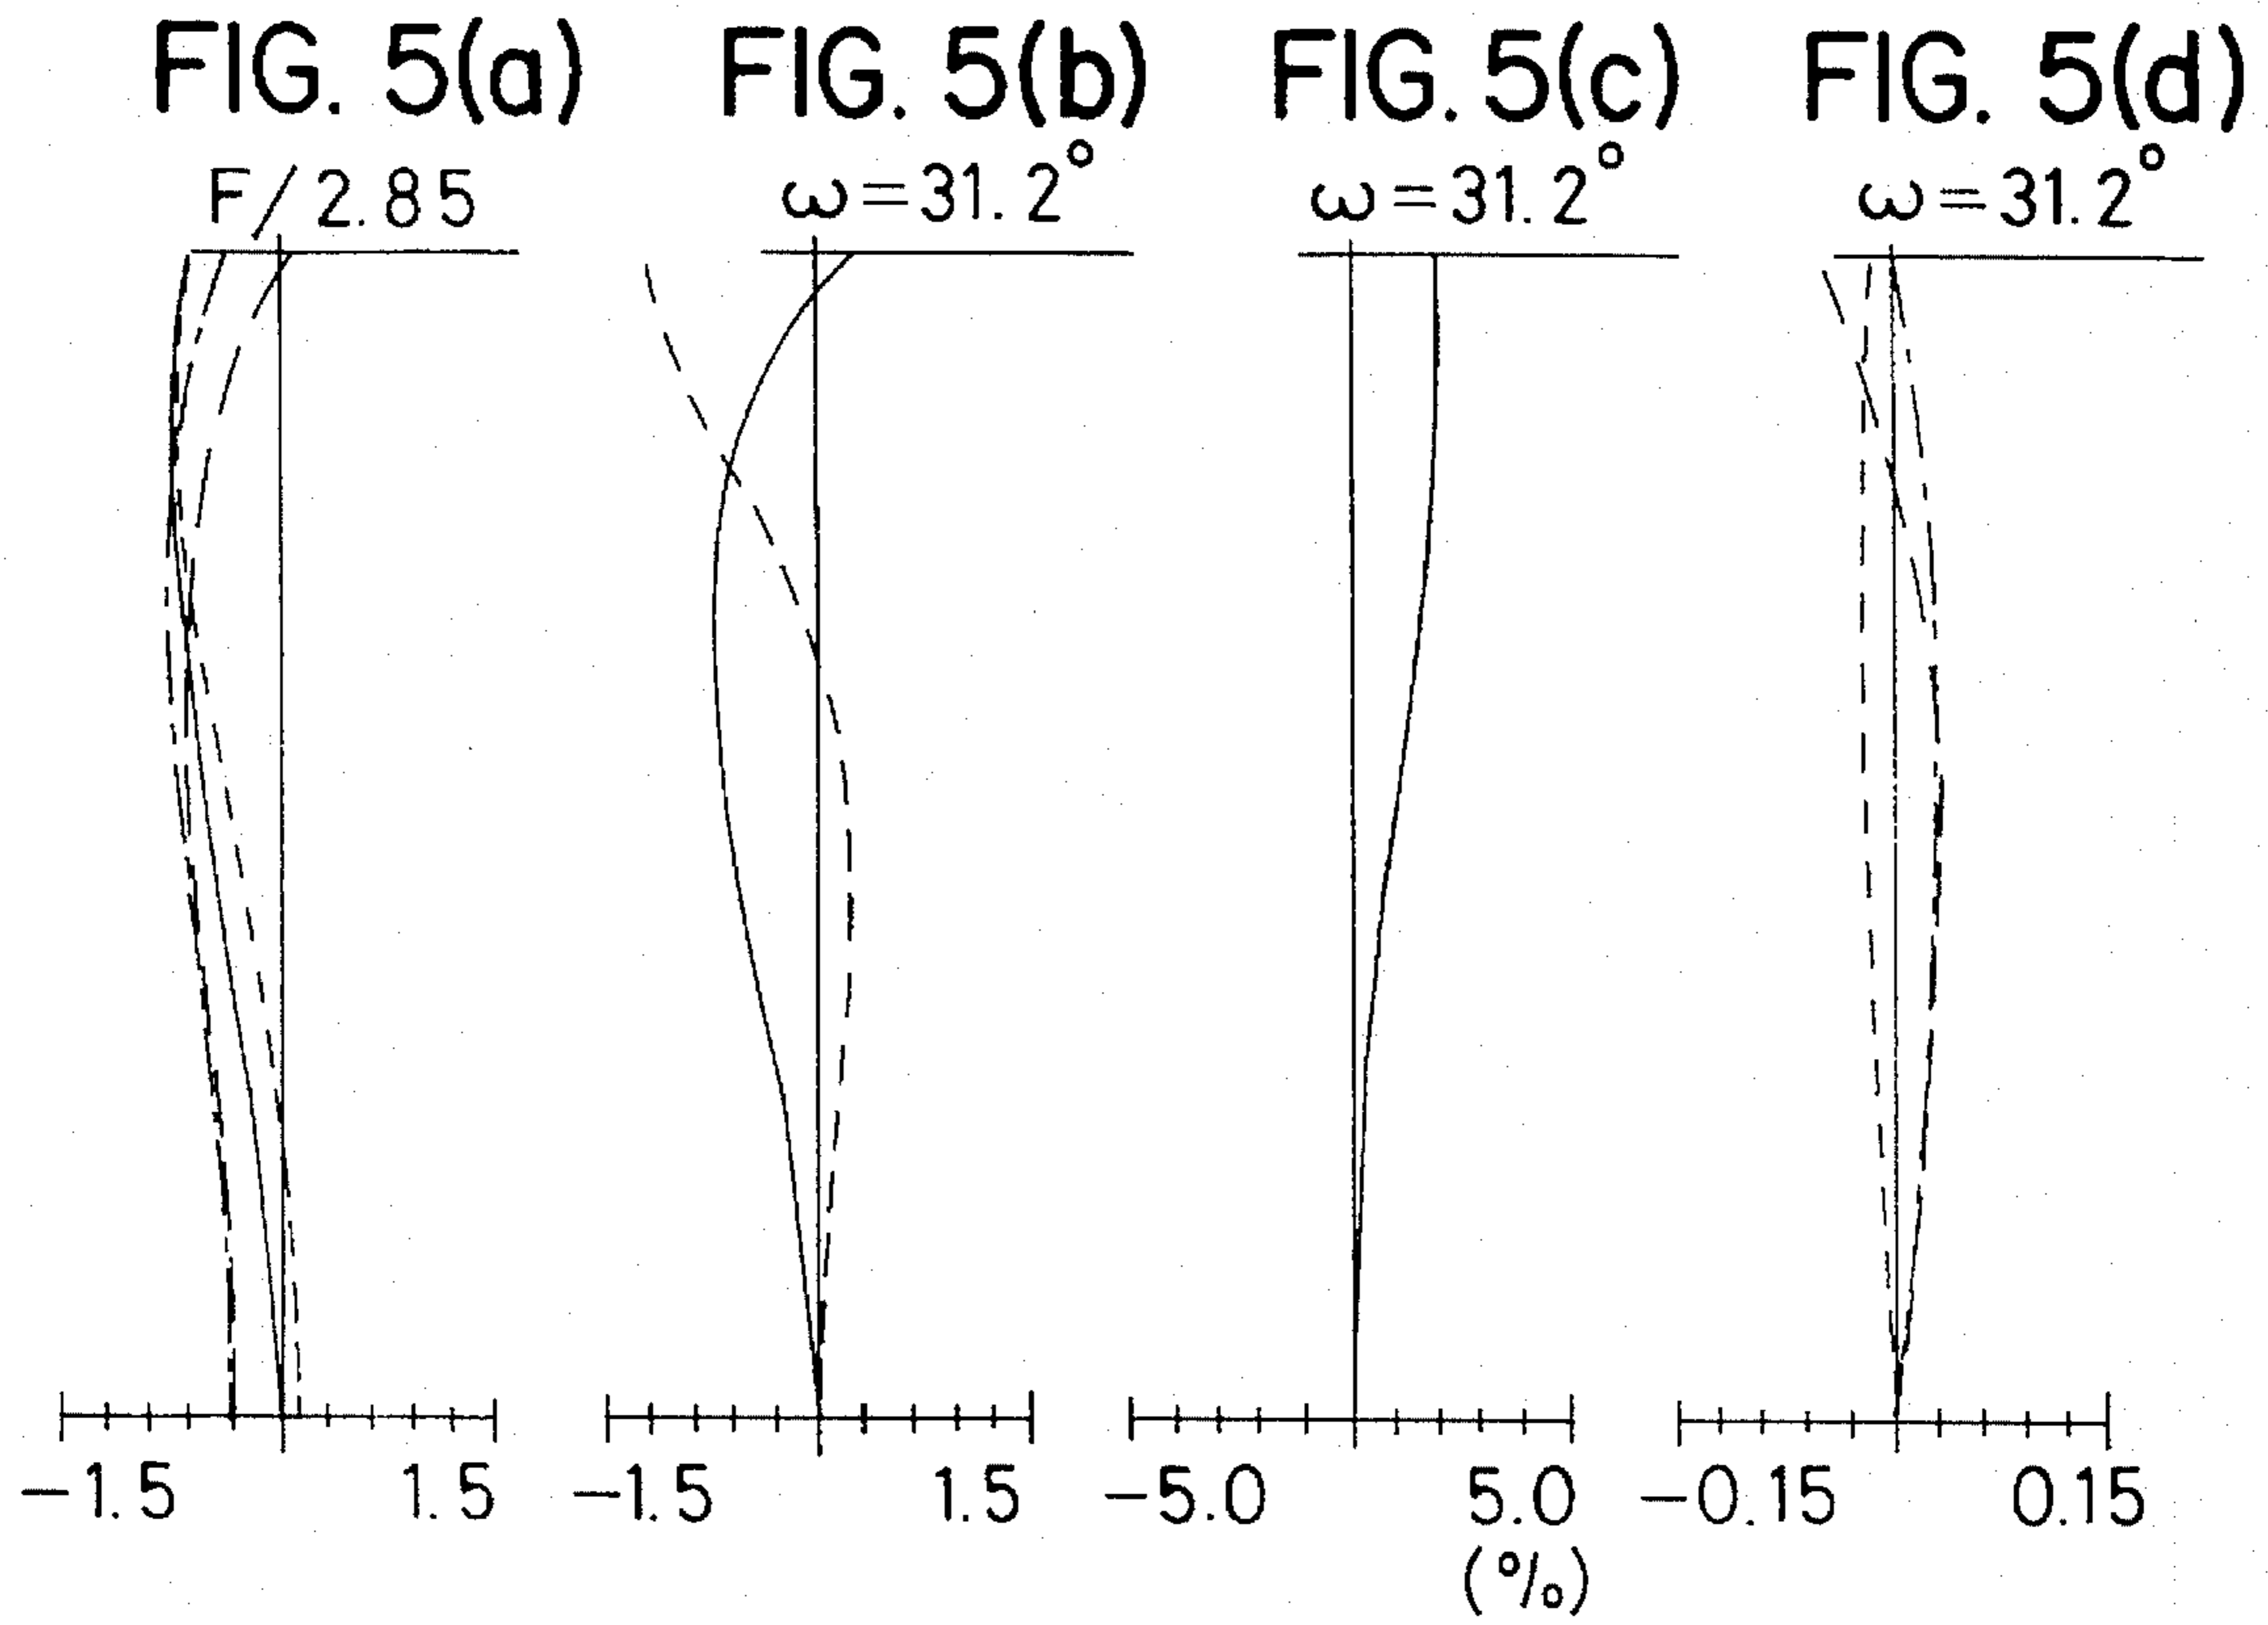 FIG. 5(a) FIG. 5(b) FIG. 5(c) FIG. 5(d)
F/2.85 ω=31.2° ω=31.2° ω=31.2°
-1.5 1.5 -1.5 1.5 -5.0 5.0 -0.15 0.15
(%)